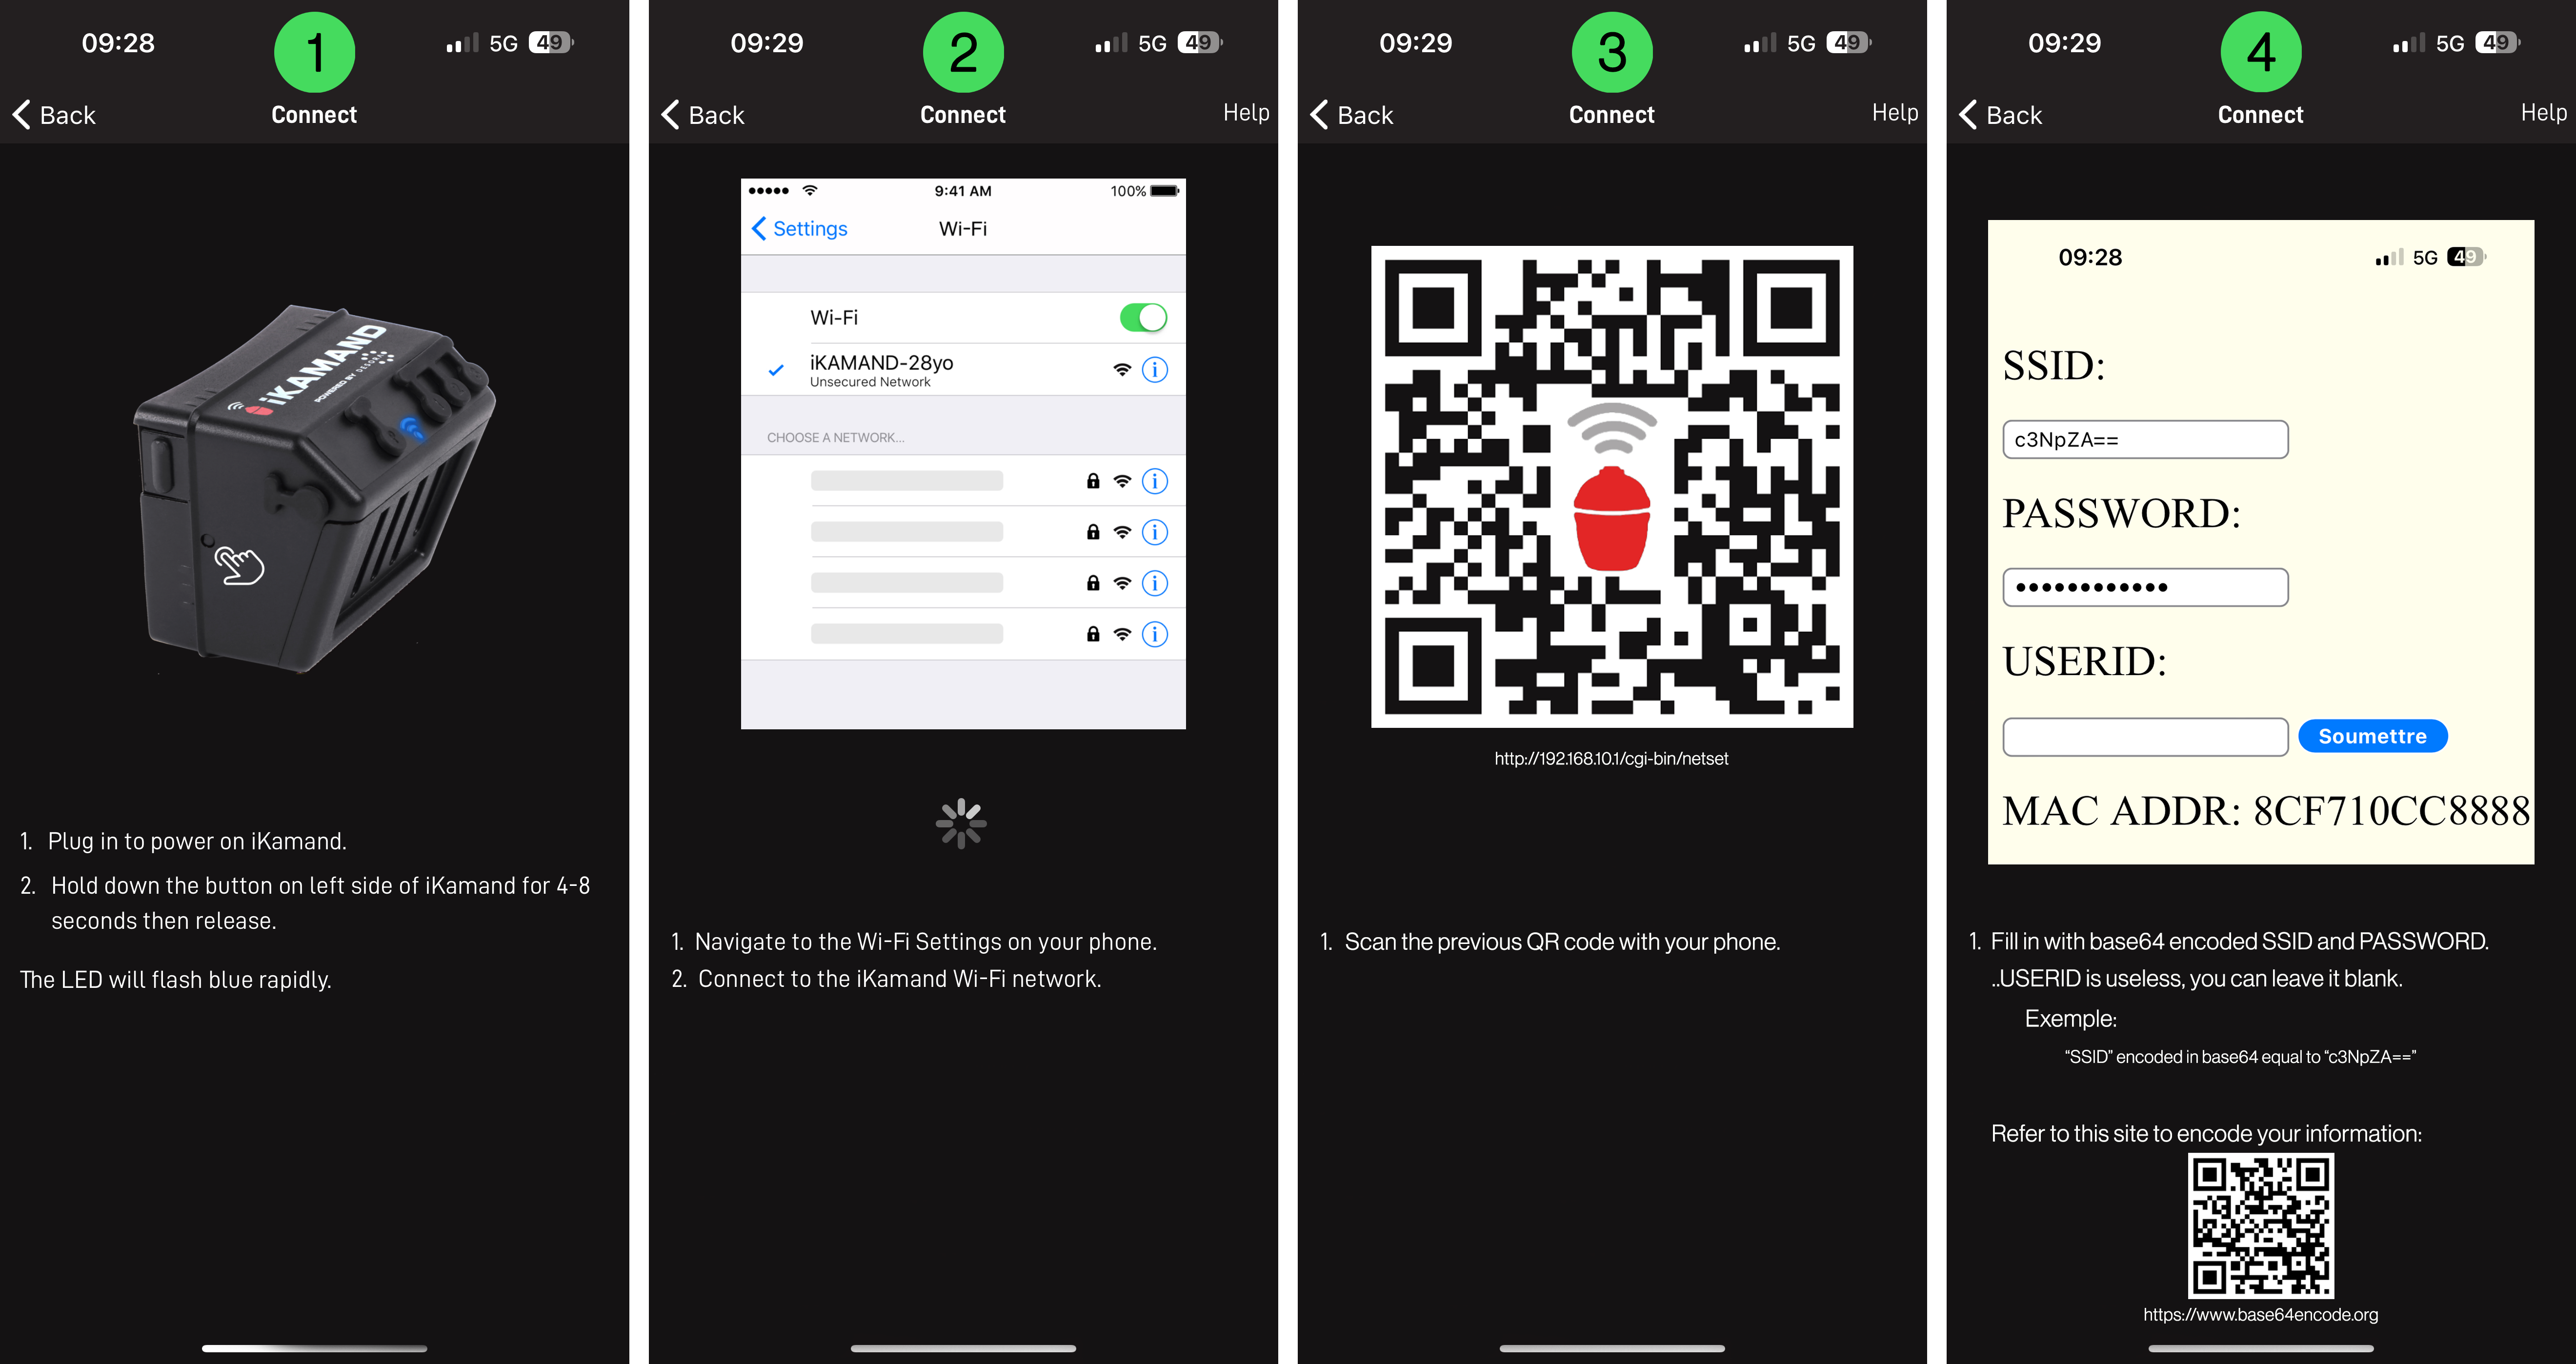 09:28
1
5G 49
Back
Connect
iKAMAND
POWERED BY DESORA
1. Plug in to power on iKamand.
2. Hold down the button on left side of iKamand for 4-8
seconds then release.
The LED will flash blue rapidly.
09:29
2
5G 49
Back
Connect
Help
9:41 AM
100%
Settings
Wi-Fi
Wi-Fi
iKAMAND-28yo
Unsecured Network
CHOOSE A NETWORK...
1. Navigate to the Wi-Fi Settings on your phone.
2. Connect to the iKamand Wi-Fi network.
09:29
3
5G 49
Back
Connect
Help
http://192.168.10.1/cgi-bin/netset
1. Scan the previous QR code with your phone.
09:29
4
5G 49
Back
Connect
Help
09:28
5G 49
SSID:
c3NpZA==
PASSWORD:
••••••••••••
USERID:
Soumettre
MAC ADDR: 8CF710CC8888
1. Fill in with base64 encoded SSID and PASSWORD.
..USERID is useless, you can leave it blank.
Exemple:
“SSID” encoded in base64 equal to “c3NpZA==”
Refer to this site to encode your information:
https://www.base64encode.org